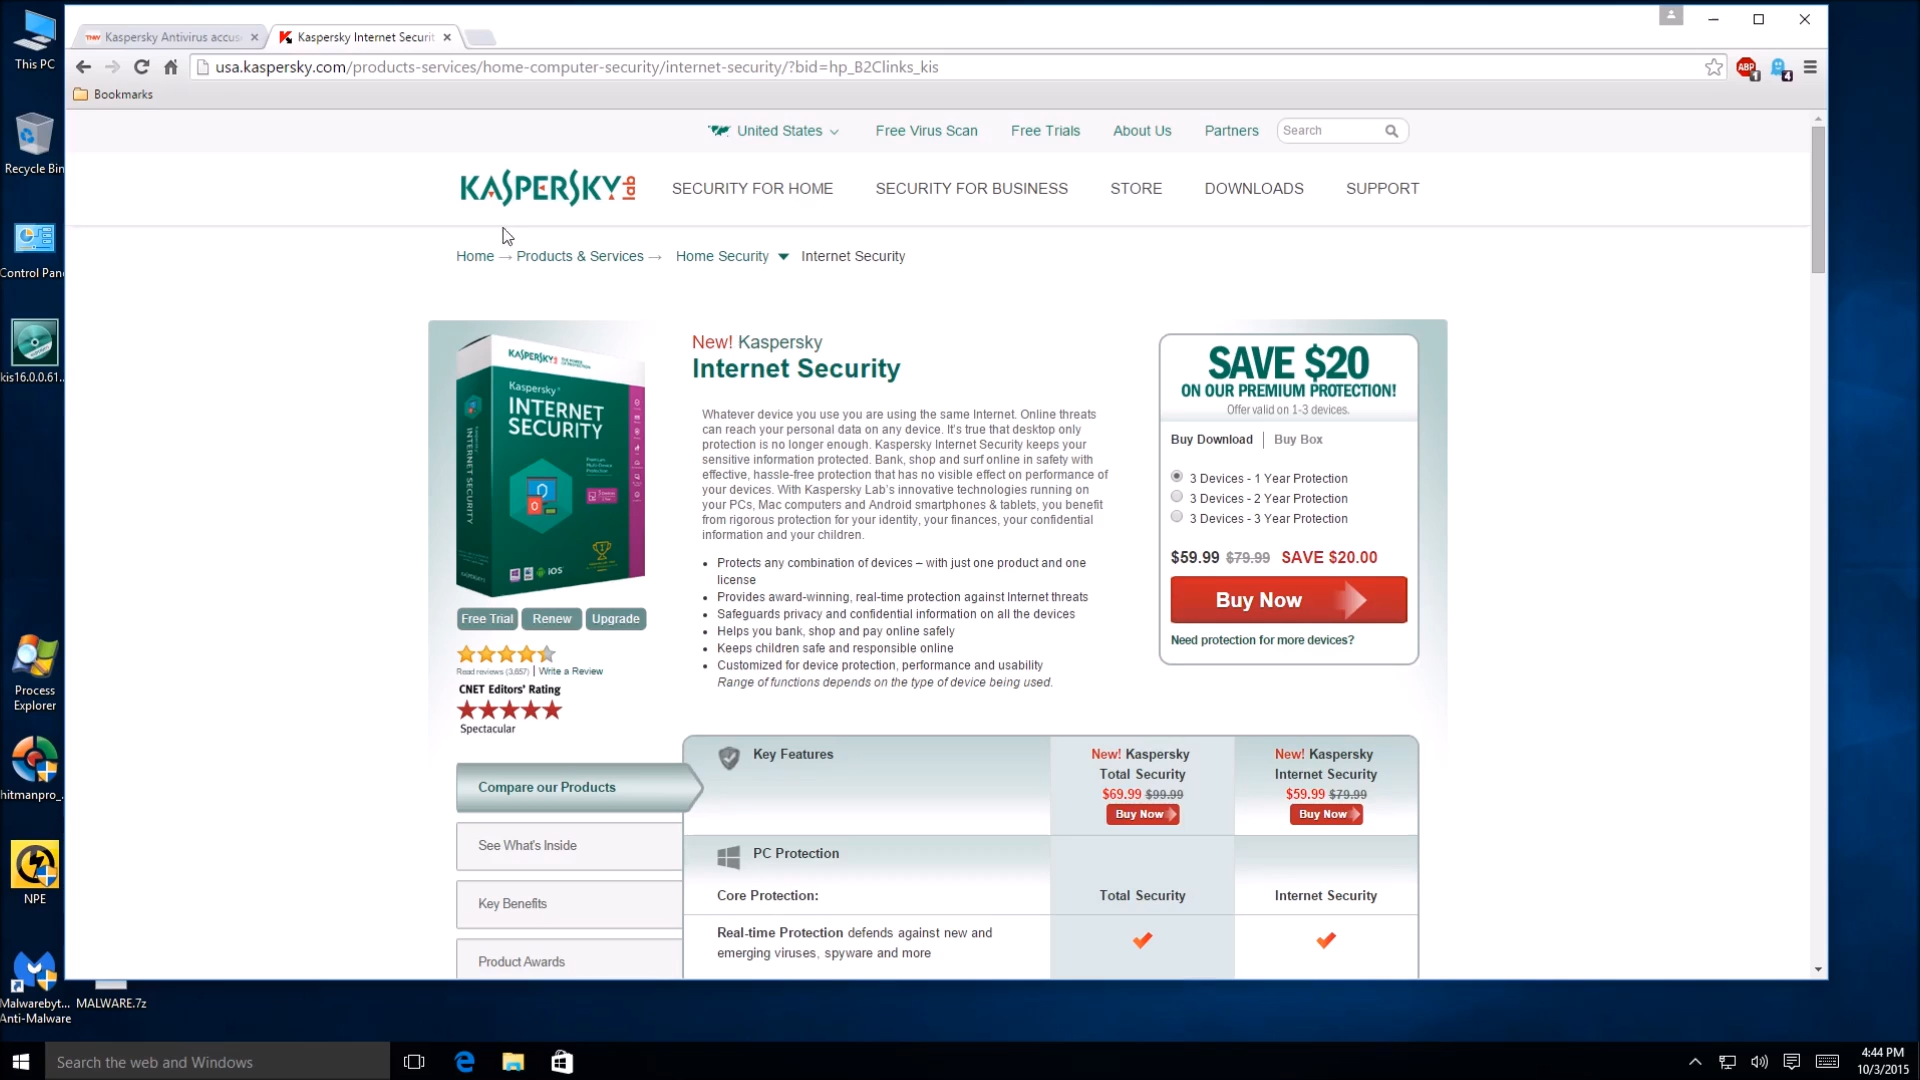 This PC
Recycle Bin
Control Pan
kis16.0.0.61...
Process
Explorer
hitmanpro_...
NPE
Malwarebyt...
Anti-Malware
MALWARE.7z
Kaspersky Antivirus accus
Kaspersky Internet Securit
usa.kaspersky.com/products-services/home-computer-security/internet-security/?bid=hp_B2Clinks_kis
ABP
1
4
Bookmarks
United States
Free Virus Scan
Free Trials
About Us
Partners
Search
KASPERSKY lab
SECURITY FOR HOME
SECURITY FOR BUSINESS
STORE
DOWNLOADS
SUPPORT
Home → Products & Services → Home Security ▼ Internet Security
KASPERSKY
Kaspersky
INTERNET
SECURITY
INTERNET SECURITY
iOS
Free Trial
Renew
Upgrade
Read reviews (3,657) | Write a Review
CNET Editors' Rating
Spectacular
New! Kaspersky
Internet Security
Whatever device you use you are using the same Internet. Online threats
can reach your personal data on any device. It's true that desktop only
protection is no longer enough. Kaspersky Internet Security keeps your
sensitive information protected. Bank, shop and surf online in safety with
effective, hassle-free protection that has no visible effect on performance of
your devices. With Kaspersky Lab's innovative technologies running on
your PCs, Mac computers and Android smartphones & tablets, you benefit
from rigorous protection for your identity, your finances, your confidential
information and your children.
• Protects any combination of devices – with just one product and one
license
• Provides award-winning, real-time protection against Internet threats
• Safeguards privacy and confidential information on all the devices
• Helps you bank, shop and pay online safely
• Keeps children safe and responsible online
• Customized for device protection, performance and usability
Range of functions depends on the type of device being used.
SAVE $20
ON OUR PREMIUM PROTECTION!
Offer valid on 1-3 devices.
Buy Download | Buy Box
3 Devices - 1 Year Protection
3 Devices - 2 Year Protection
3 Devices - 3 Year Protection
$59.99 $79.99 SAVE $20.00
Buy Now
Need protection for more devices?
Compare our Products
See What's Inside
Key Benefits
Product Awards
Key Features
New! Kaspersky
Total Security
$69.99 $99.99
Buy Now
New! Kaspersky
Internet Security
$59.99 $79.99
Buy Now
PC Protection
Core Protection:
Total Security
Internet Security
Real-time Protection defends against new and
emerging viruses, spyware and more
Search the web and Windows
4:44 PM
10/3/2015